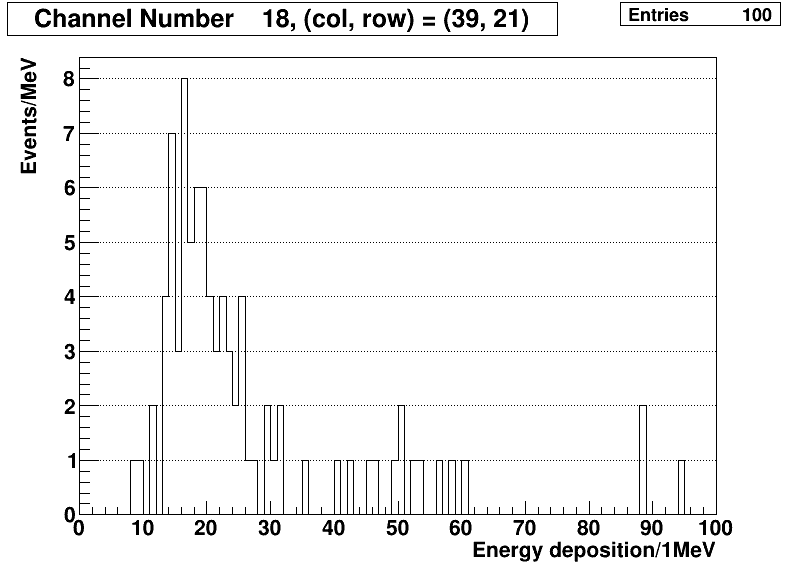 Channel Number 18, (col, row) = (39, 21)
Entries 100
Events/MeV
8
7
6
5
4
3
2
1
0
0 10 20 30 40 50 60 70 80 90 100
Energy deposition/1MeV